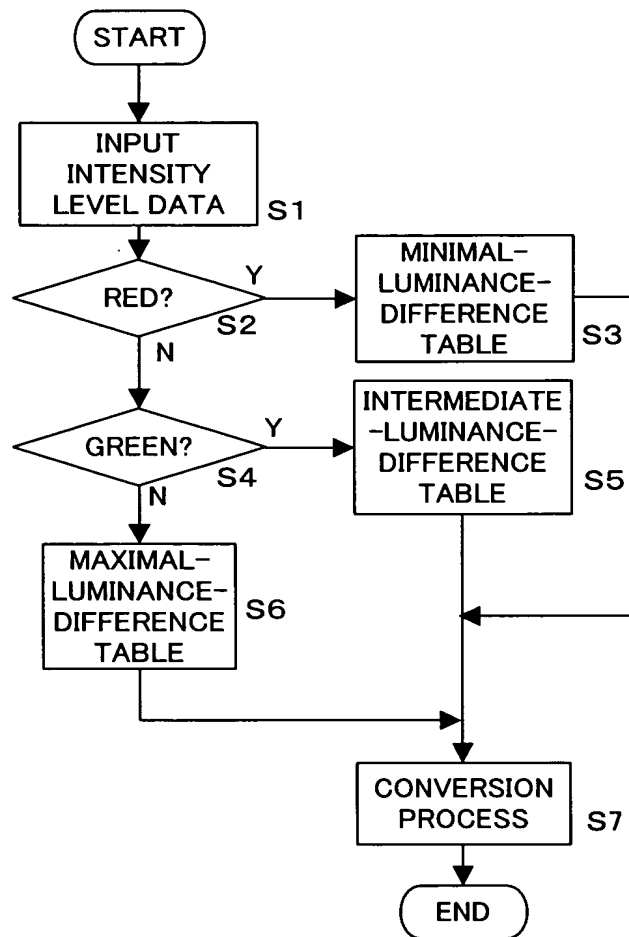 START
INPUT
INTENSITY
LEVEL DATA
S1
RED?
Y
S2
N
MINIMAL-
LUMINANCE-
DIFFERENCE
TABLE
S3
GREEN?
Y
S4
N
INTERMEDIATE
-LUMINANCE-
DIFFERENCE
TABLE
S5
MAXIMAL-
LUMINANCE-
DIFFERENCE
TABLE
S6
CONVERSION
PROCESS
S7
END